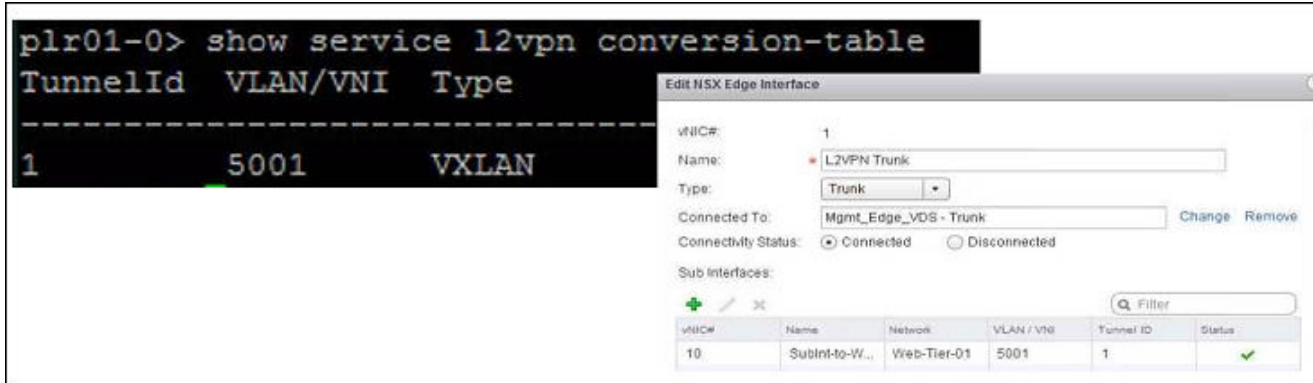 plr01-0> show service l2vpn conversion-table
TunnelId VLAN/VNI Type
---------------------------------------
1 5001 VXLAN
Edit NSX Edge Interface
vNIC#: 1
Name: * L2VPN Trunk
Type: Trunk
Connected To: Mgmt_Edge_VDS - Trunk Change Remove
Connectivity Status: Connected Disconnected
Sub Interfaces:
Filter
vNIC# Name Network VLAN / VNI Tunnel ID Status
10 SubInt-to-W... Web-Tier-01 5001 1